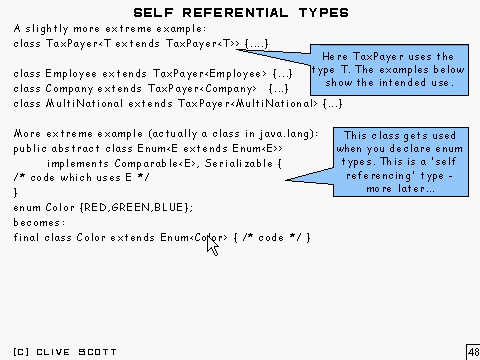 SELF REFERENTIAL TYPES
A slightly more extreme example:
class TaxPayer<T extends TaxPayer<T>> {....}
Here TaxPayer uses the
type T. The examples below
show the intended use.
class Employee extends TaxPayer<Employee> {...}
class Company extends TaxPayer<Company> {...}
class MultiNational extends TaxPayer<MultiNational> {...}
More extreme example (actually a class in java.lang):
public abstract class Enum<E extends Enum<E>>
implements Comparable<E>, Serializable {
/* code which uses E */
}
This class gets used
when you declare enum
types. This is a 'self
referencing' type -
more later...
enum Color {RED,GREEN,BLUE};
becomes:
final class Color extends Enum<Color> { /* code */ }
[C] CLIVE SCOTT
48